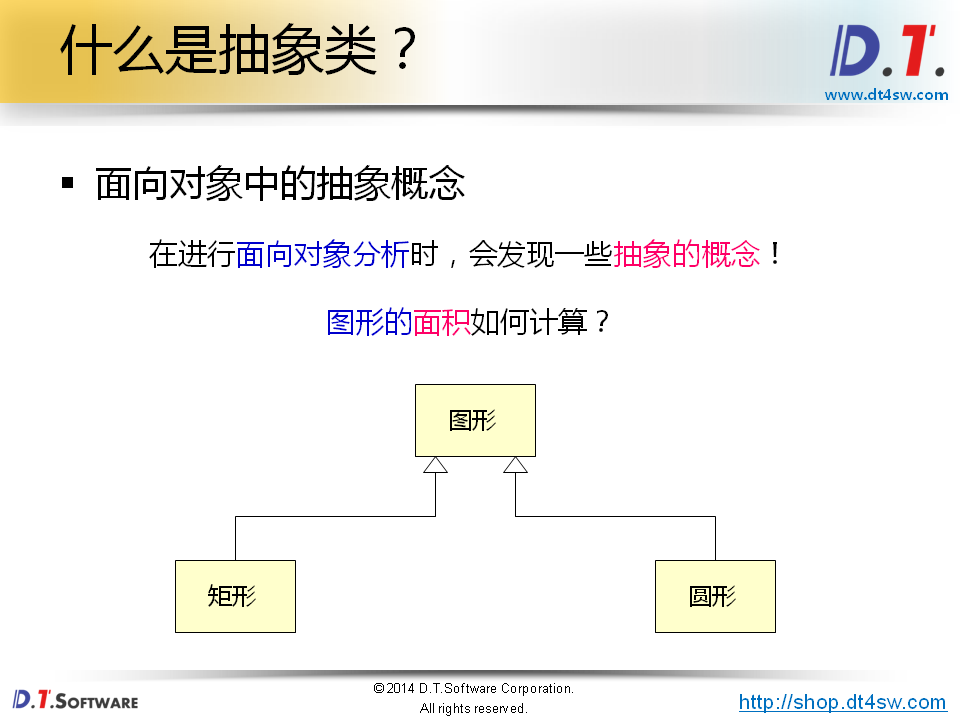 什么是抽象类？
D.T.
www.dt4sw.com
▪ 面向对象中的抽象概念
在进行面向对象分析时，会发现一些抽象的概念！
图形的面积如何计算？
图形
矩形
圆形
©2014 D.T.Software Corporation.
All rights reserved.
D.T.SOFTWARE
http://shop.dt4sw.com